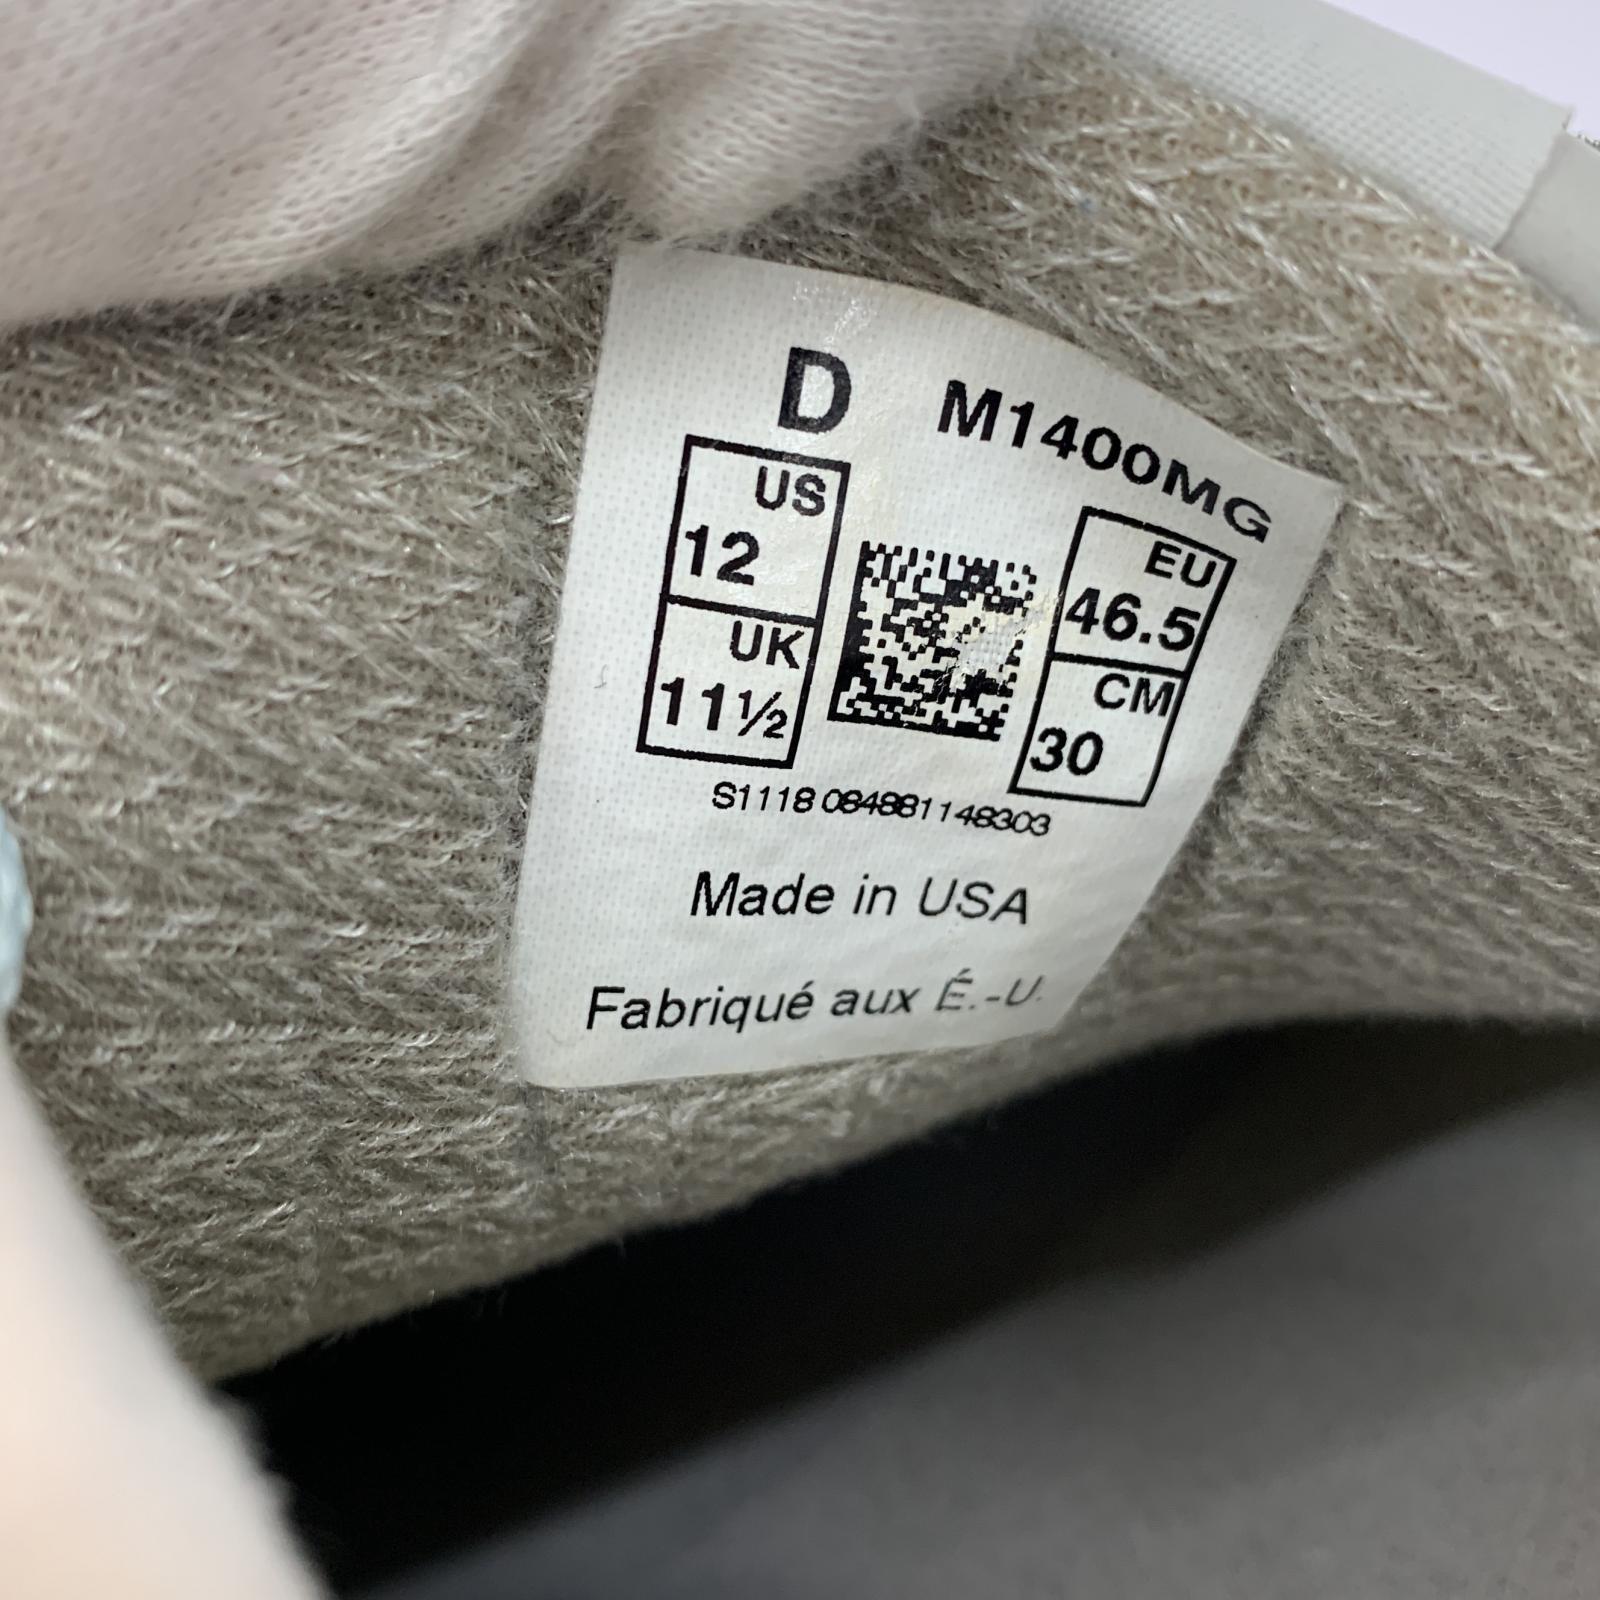 D M1400MG
US
12
UK
11½
EU
46.5
CM
30
S1118 084881148303
Made in USA
Fabriqué aux É.-U.